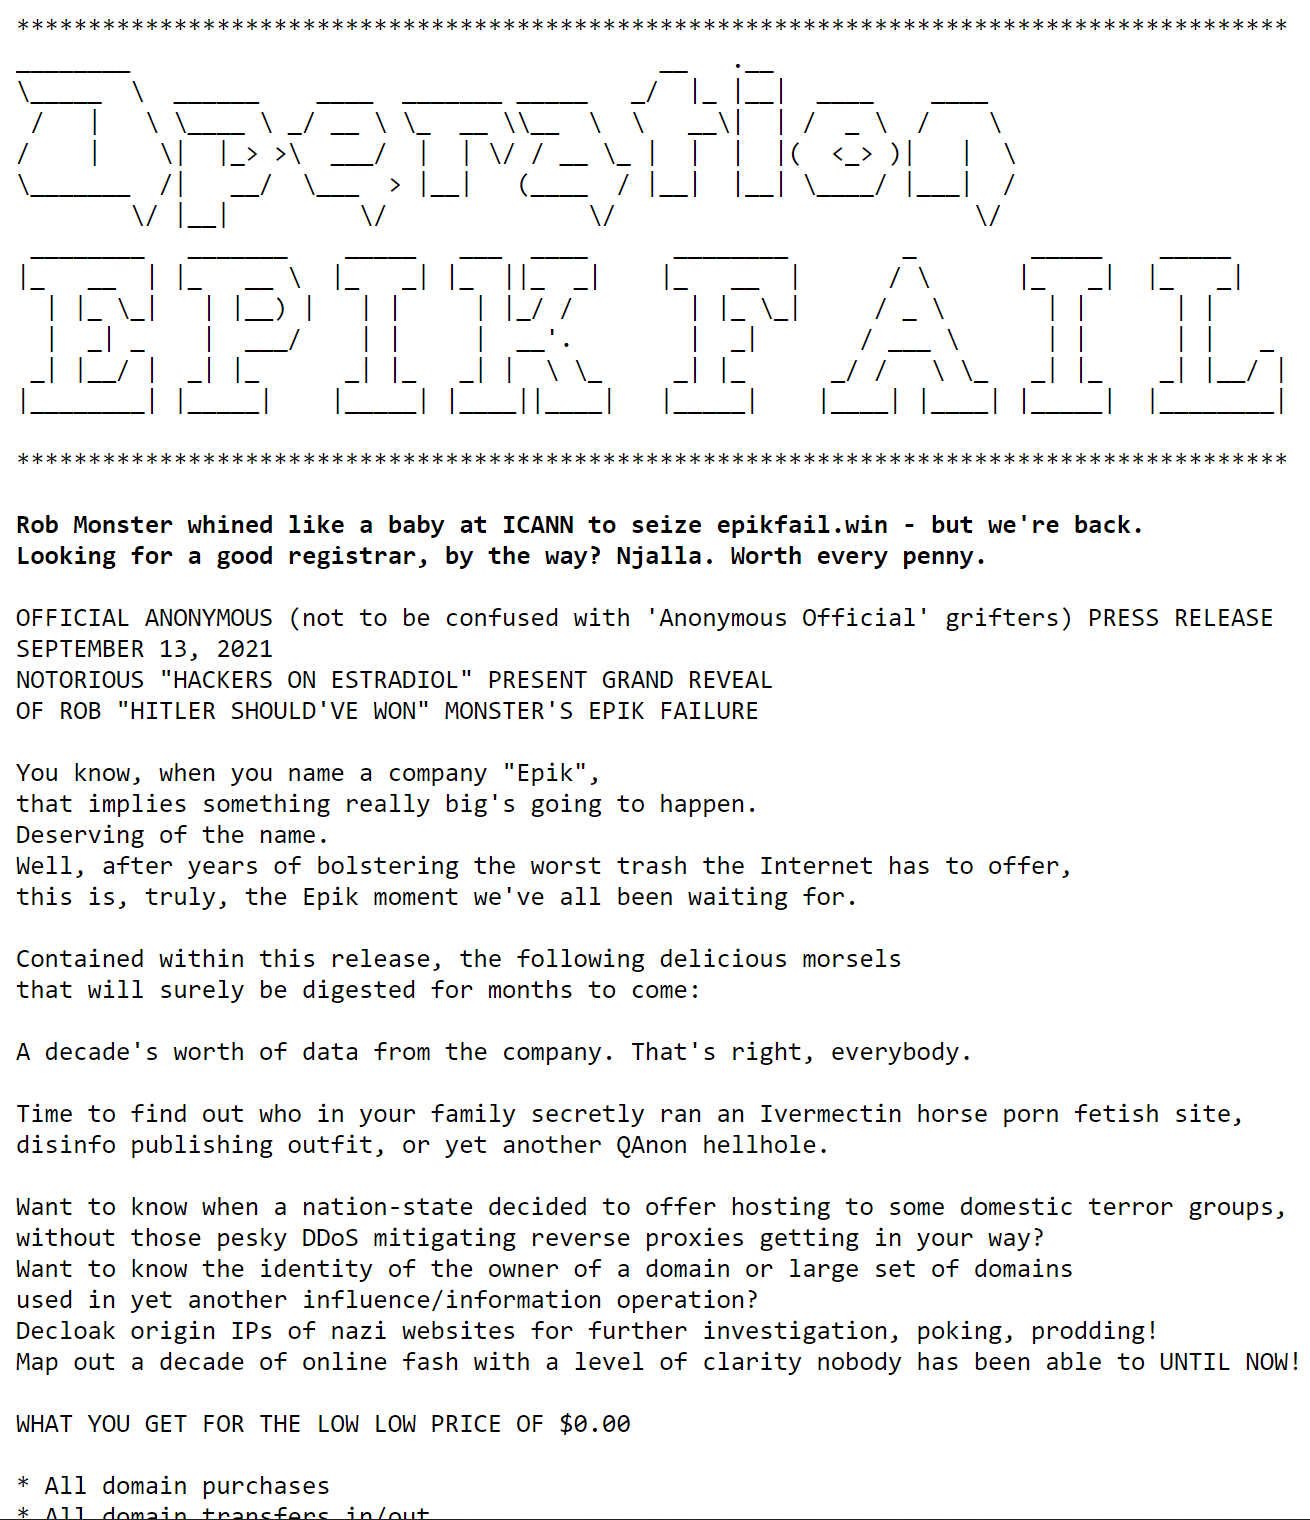 *****************************************************************************************
Operation
EPIK FAIL
*****************************************************************************************
Rob Monster whined like a baby at ICANN to seize epikfail.win - but we're back.
Looking for a good registrar, by the way? Njalla. Worth every penny.
OFFICIAL ANONYMOUS (not to be confused with 'Anonymous Official' grifters) PRESS RELEASE
SEPTEMBER 13, 2021
NOTORIOUS "HACKERS ON ESTRADIOL" PRESENT GRAND REVEAL
OF ROB "HITLER SHOULD'VE WON" MONSTER'S EPIK FAILURE
You know, when you name a company "Epik",
that implies something really big's going to happen.
Deserving of the name.
Well, after years of bolstering the worst trash the Internet has to offer,
this is, truly, the Epik moment we've all been waiting for.
Contained within this release, the following delicious morsels
that will surely be digested for months to come:
A decade's worth of data from the company. That's right, everybody.
Time to find out who in your family secretly ran an Ivermectin horse porn fetish site,
disinfo publishing outfit, or yet another QAnon hellhole.
Want to know when a nation-state decided to offer hosting to some domestic terror groups,
without those pesky DDoS mitigating reverse proxies getting in your way?
Want to know the identity of the owner of a domain or large set of domains
used in yet another influence/information operation?
Decloak origin IPs of nazi websites for further investigation, poking, prodding!
Map out a decade of online fash with a level of clarity nobody has been able to UNTIL NOW!
WHAT YOU GET FOR THE LOW LOW PRICE OF $0.00
* All domain purchases
* All domain transfers in/out